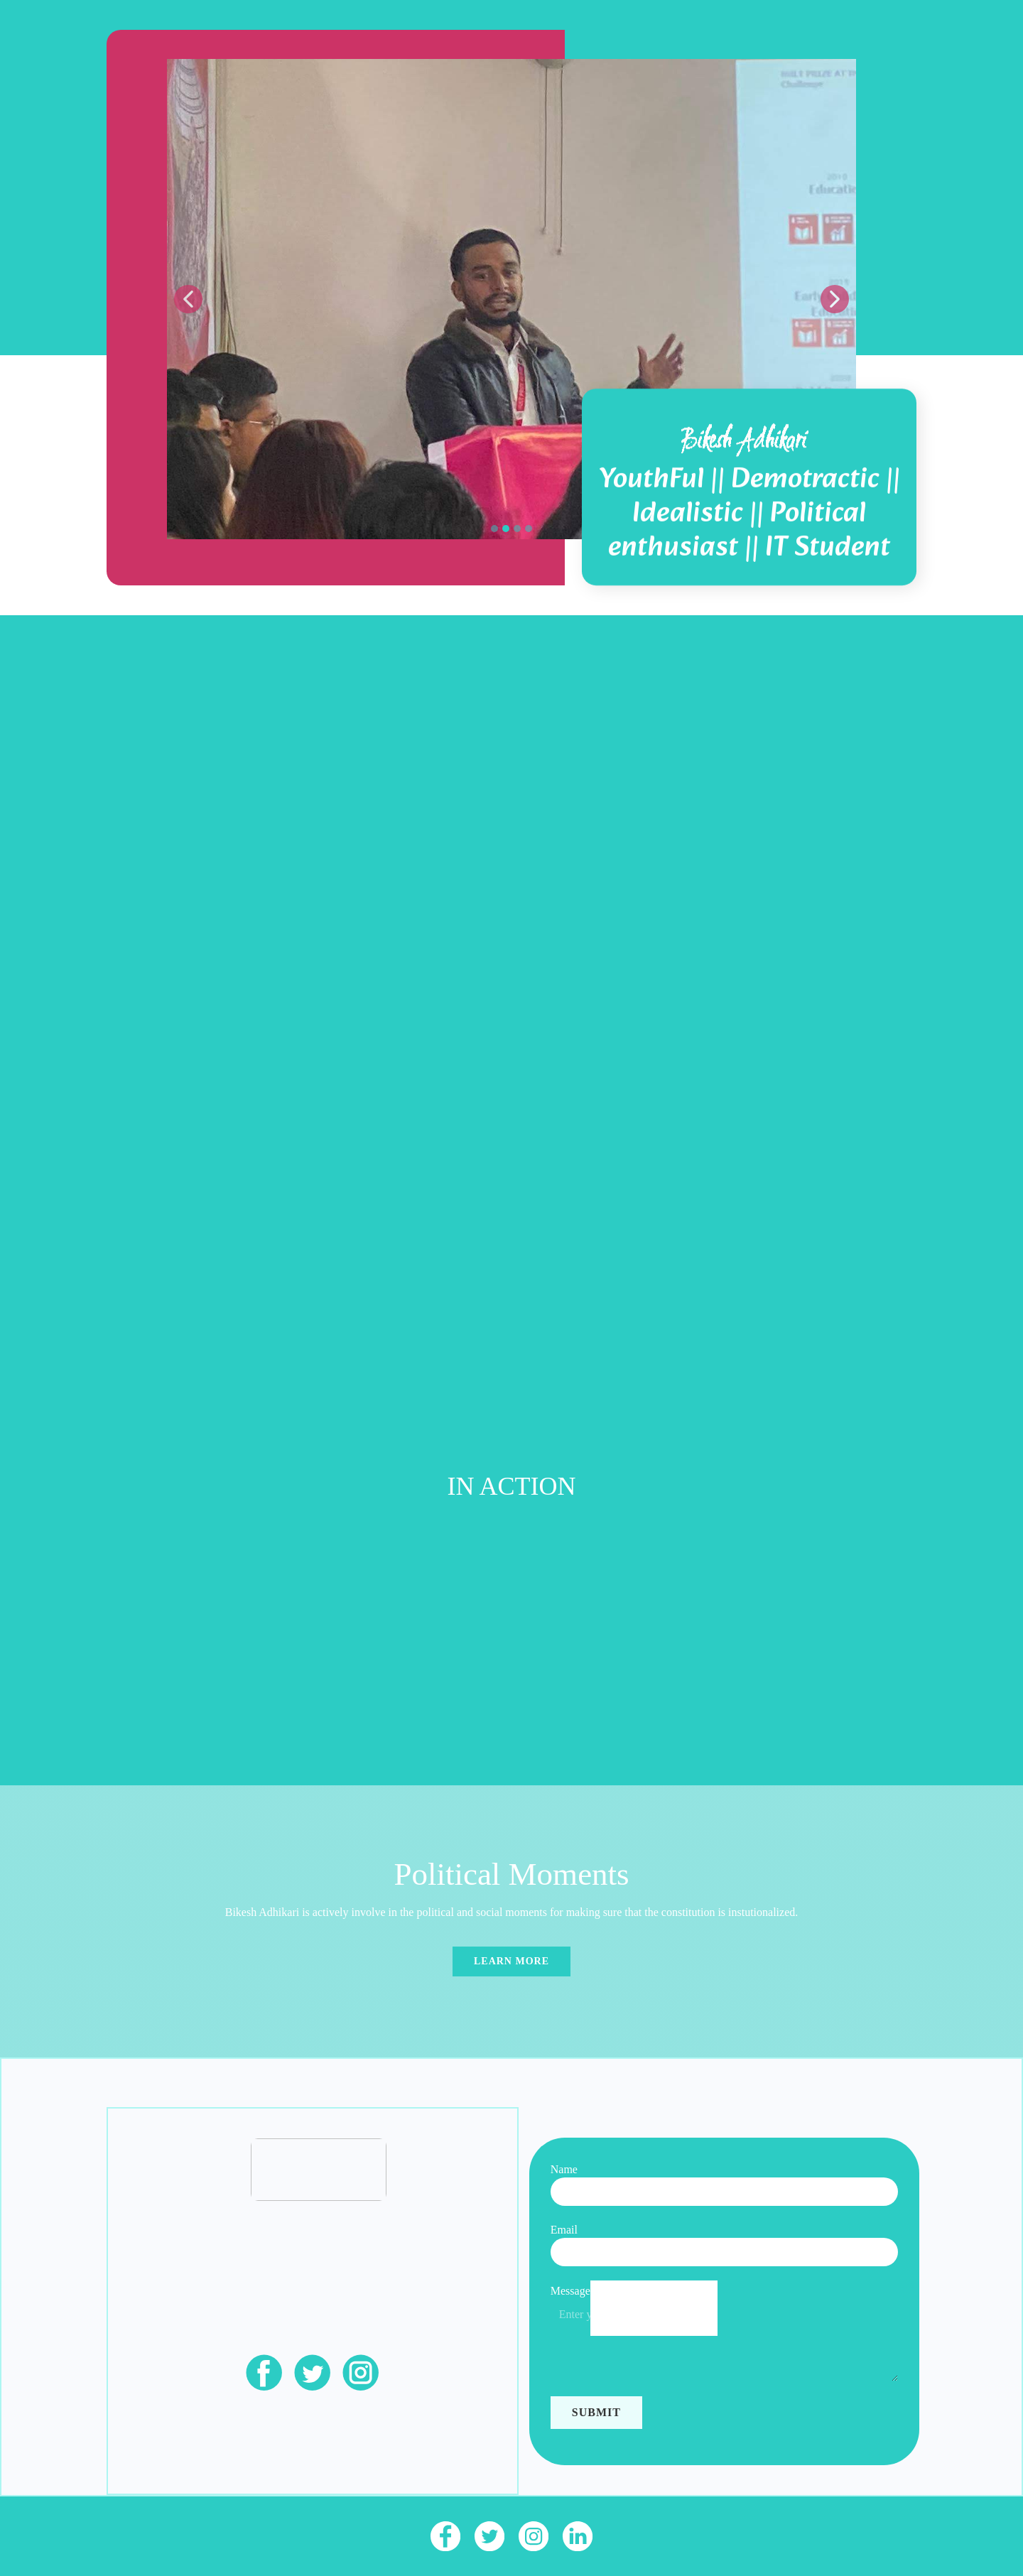 Challenge
2018
Bikesh Adhikari
YouthFul || Demotractic ||
Idealistic || Political
enthusiast || IT Student
IN ACTION
Political Moments
Bikesh Adhikari is actively involve in the political and social moments for making sure that the constitution is instutionalized.
LEARN MORE
Name
Email
Message
Enter y
SUBMIT